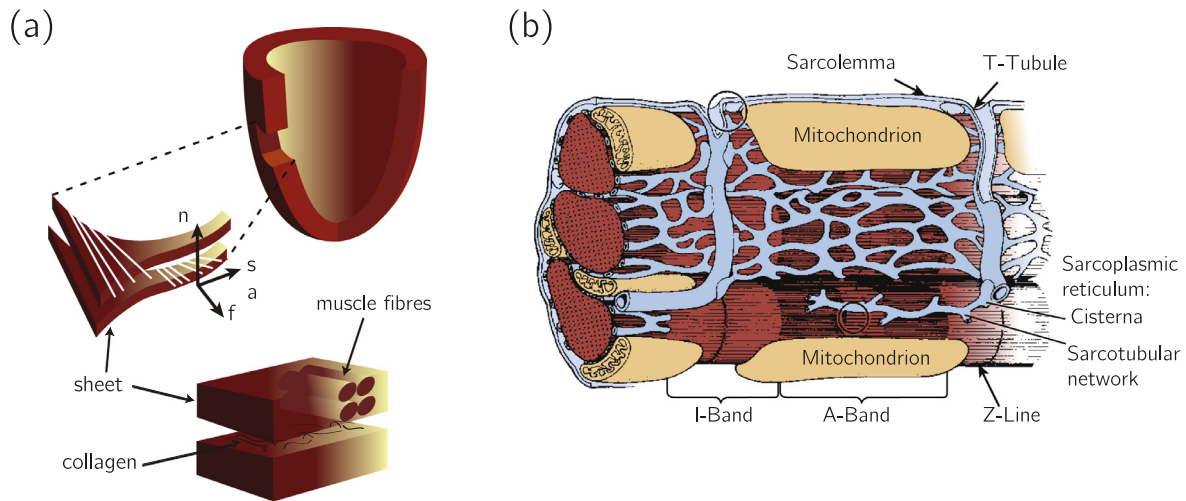 (a)
n
s
a
f
sheet
muscle fibres
collagen
(b)
Sarcolemma
T-Tubule
Mitochondrion
Sarcoplasmic
reticulum:
Cisterna
Sarcotubular
network
Mitochondrion
I-Band
A-Band
Z-Line